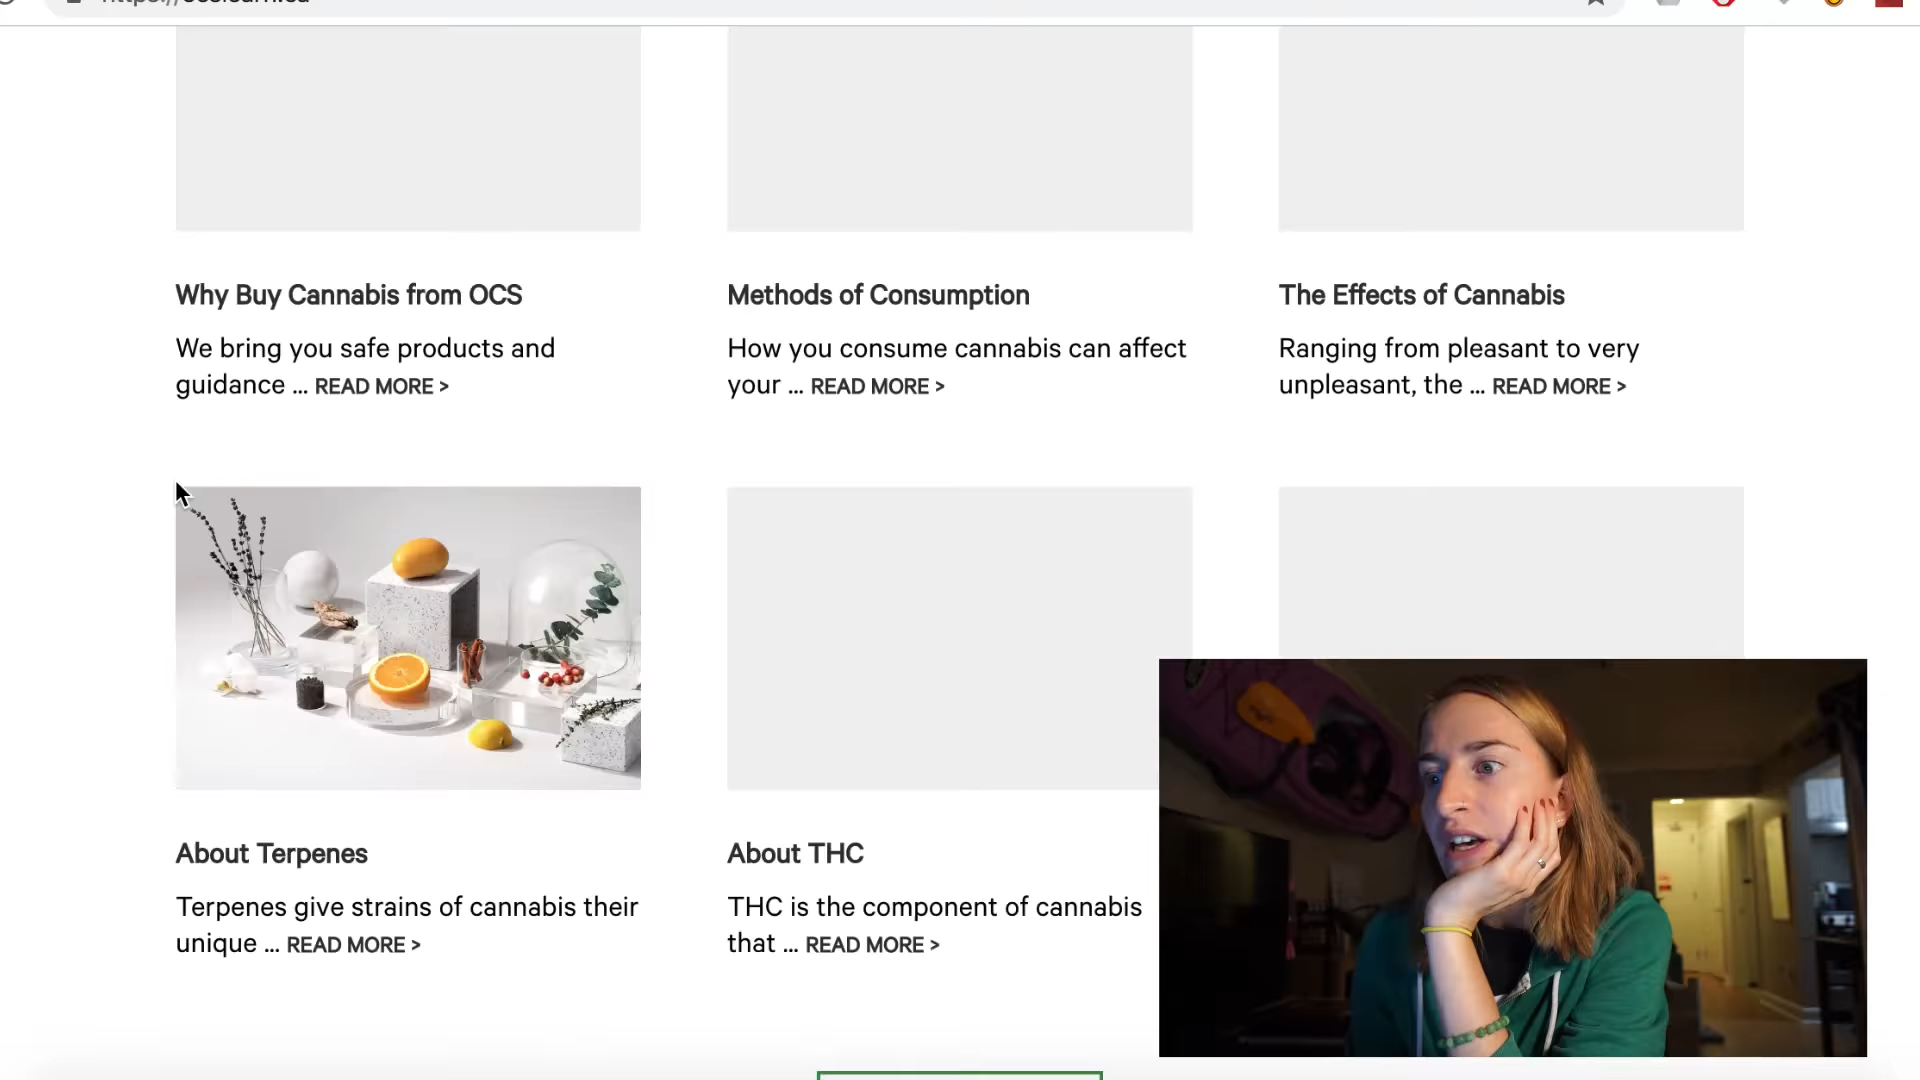 Why Buy Cannabis from OCS
We bring you safe products and
guidance ... READ MORE >
Methods of Consumption
How you consume cannabis can affect
your ... READ MORE >
The Effects of Cannabis
Ranging from pleasant to very
unpleasant, the ... READ MORE >
About Terpenes
Terpenes give strains of cannabis their
unique ... READ MORE >
About THC
THC is the component of cannabis
that ... READ MORE >